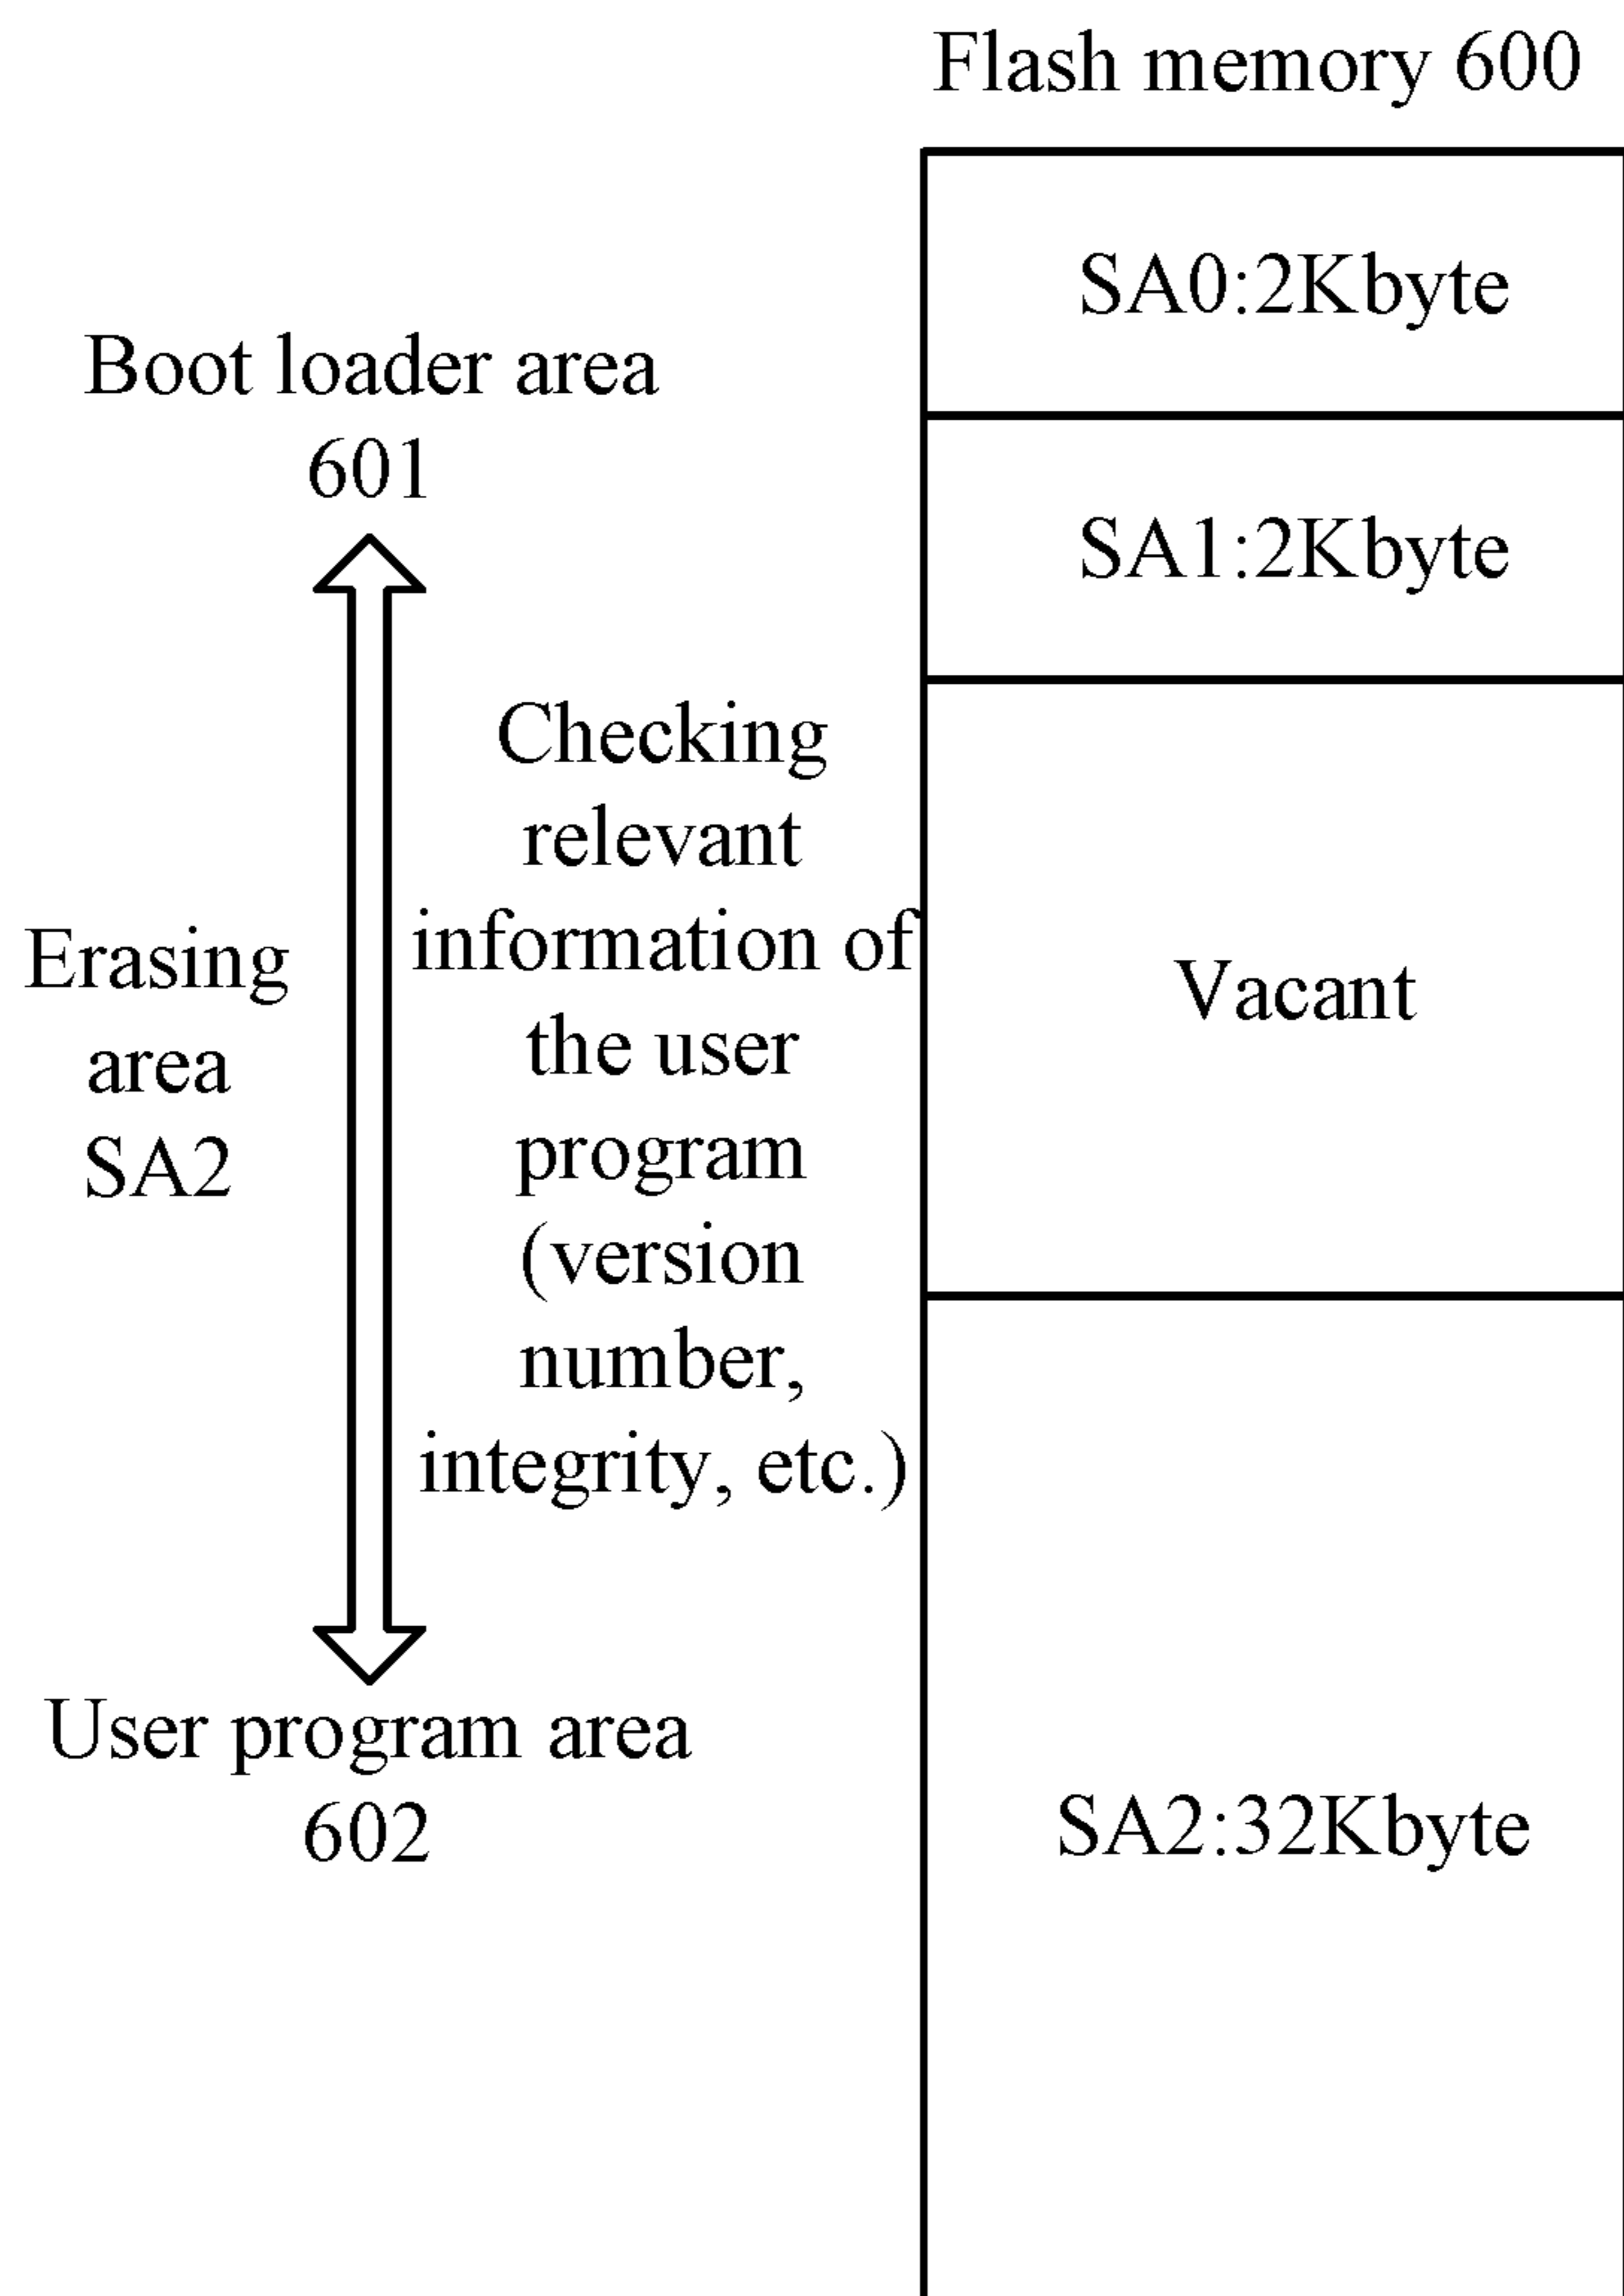 Flash memory 600
SA0:2Kbyte
Boot loader area
601
SA1:2Kbyte
Checking
relevant
information of
the user
program
(version
number,
integrity, etc.)
Erasing
area
SA2
Vacant
User program area
602
SA2:32Kbyte